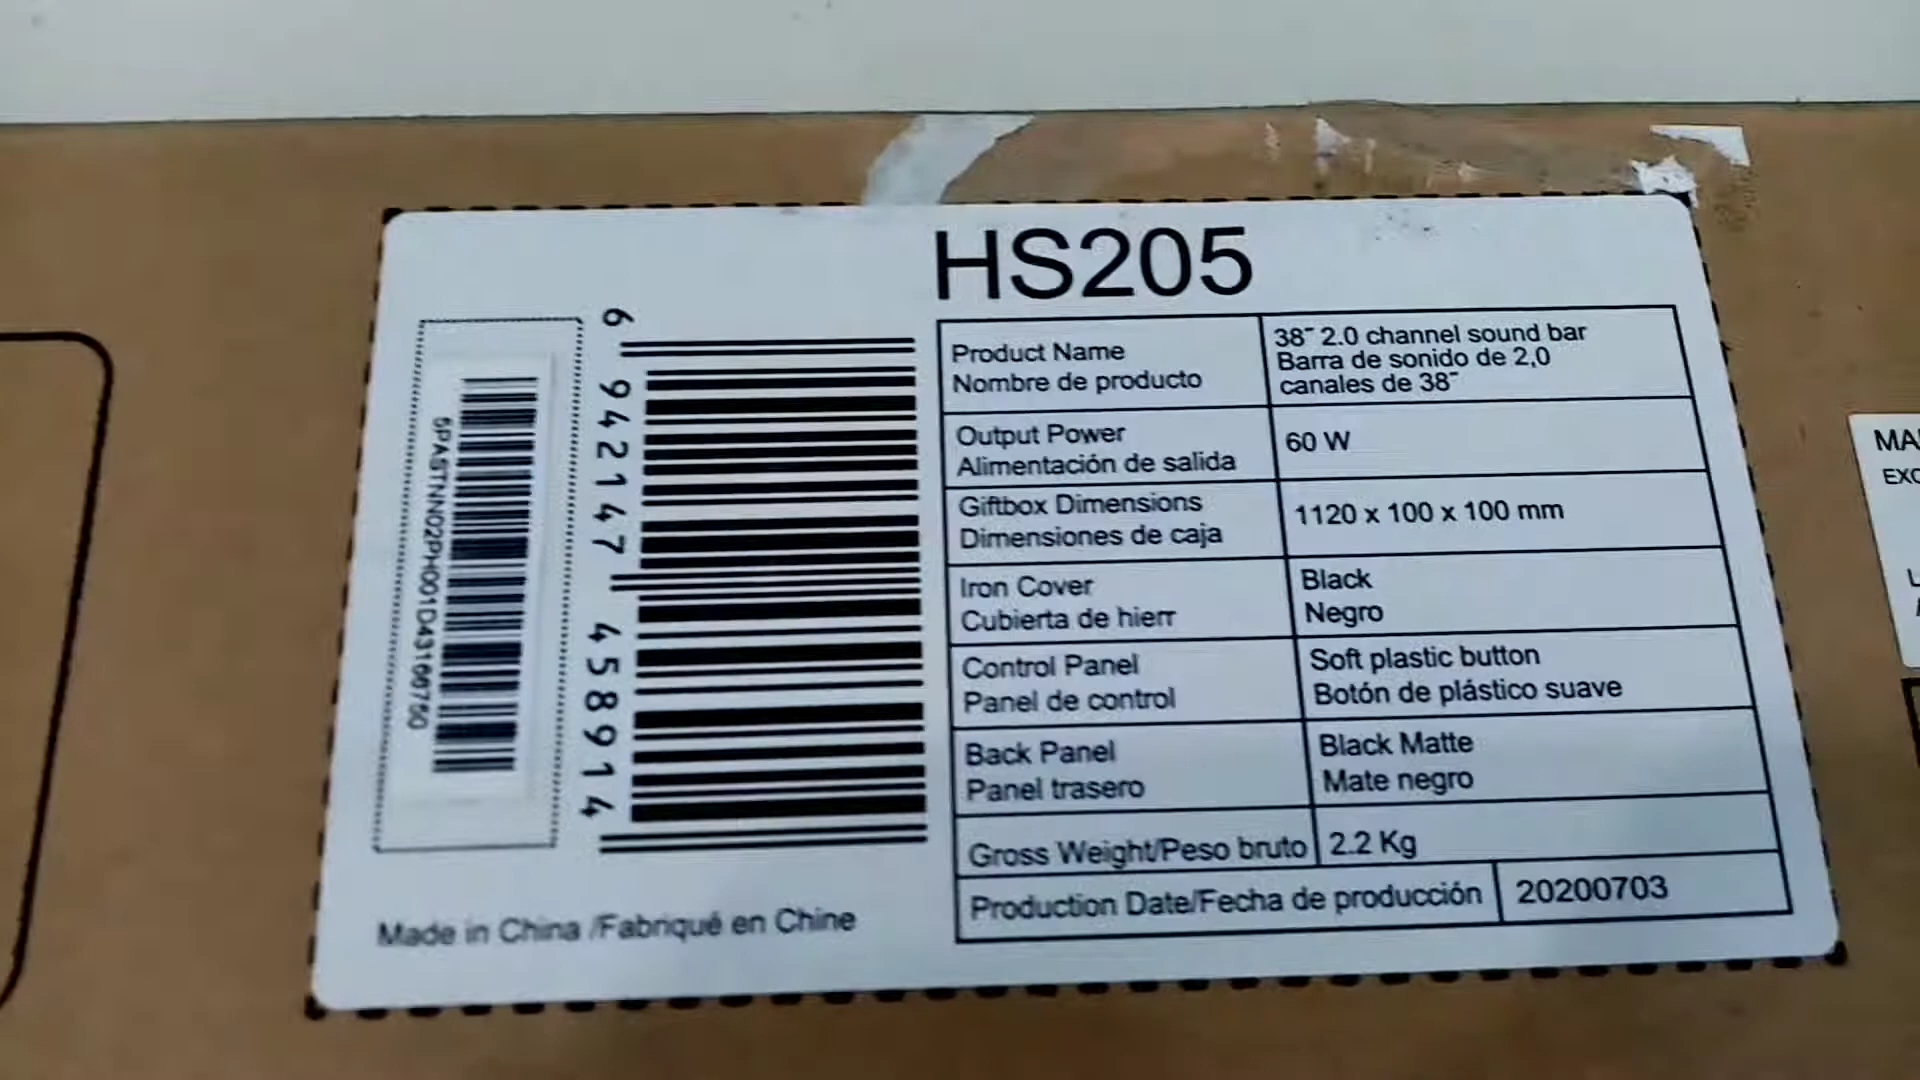 HS205
Product Name
Nombre de producto
38" 2.0 channel sound bar
Barra de sonido de 2,0
canales de 38"
Output Power
Alimentación de salida
60 W
Giftbox Dimensions
Dimensiones de caja
1120 x 100 x 100 mm
Iron Cover
Cubierta de hierr
Black
Negro
Control Panel
Panel de control
Soft plastic button
Botón de plástico suave
Back Panel
Panel trasero
Black Matte
Mate negro
Gross Weight/Peso bruto
2.2 Kg
Production Date/Fecha de producción
20200703
6 942147 458914
Made in China /Fabriqué en Chine